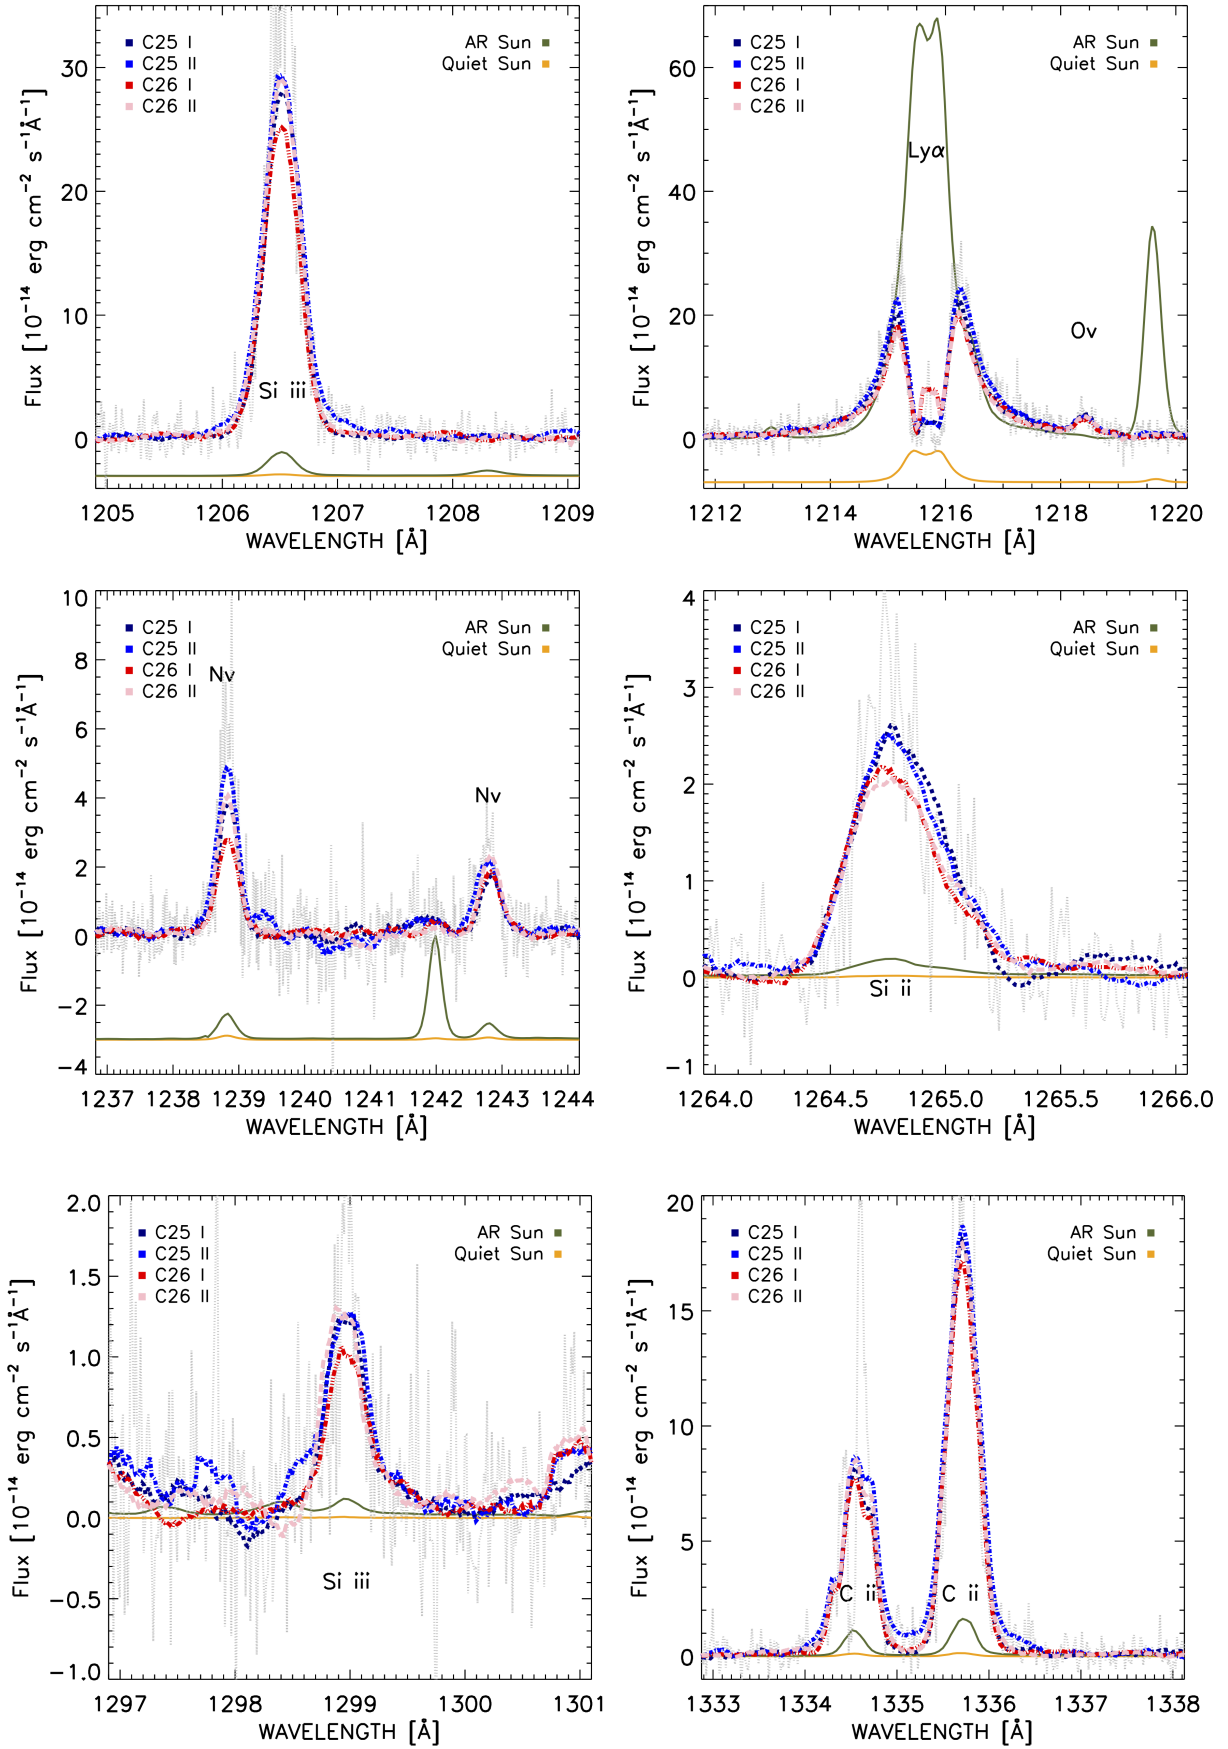 C25 I
C25 II
C26 I
C26 II
AR Sun
Quiet Sun
Si iii
30
20
10
0
1205 1206 1207 1208 1209
WAVELENGTH [Å]
Flux [10⁻¹⁴ erg cm⁻² s⁻¹Å⁻¹]
C25 I
C25 II
C26 I
C26 II
AR Sun
Quiet Sun
Lyα
Ov
60
40
20
0
1212 1214 1216 1218 1220
WAVELENGTH [Å]
Flux [10⁻¹⁴ erg cm⁻² s⁻¹Å⁻¹]
C25 I
C25 II
C26 I
C26 II
AR Sun
Quiet Sun
Nv
Nv
10
8
6
4
2
0
−2
−4
1237 1238 1239 1240 1241 1242 1243 1244
WAVELENGTH [Å]
Flux [10⁻¹⁴ erg cm⁻² s⁻¹Å⁻¹]
C25 I
C25 II
C26 I
C26 II
AR Sun
Quiet Sun
Si ii
4
3
2
1
0
−1
1264.0 1264.5 1265.0 1265.5 1266.0
WAVELENGTH [Å]
Flux [10⁻¹⁴ erg cm⁻² s⁻¹Å⁻¹]
C25 I
C25 II
C26 I
C26 II
AR Sun
Quiet Sun
Si iii
2.0
1.5
1.0
0.5
0.0
−0.5
−1.0
1297 1298 1299 1300 1301
WAVELENGTH [Å]
Flux [10⁻¹⁴ erg cm⁻² s⁻¹Å⁻¹]
C25 I
C25 II
C26 I
C26 II
AR Sun
Quiet Sun
C ii
C ii
20
15
10
5
0
1333 1334 1335 1336 1337 1338
WAVELENGTH [Å]
Flux [10⁻¹⁴ erg cm⁻² s⁻¹Å⁻¹]